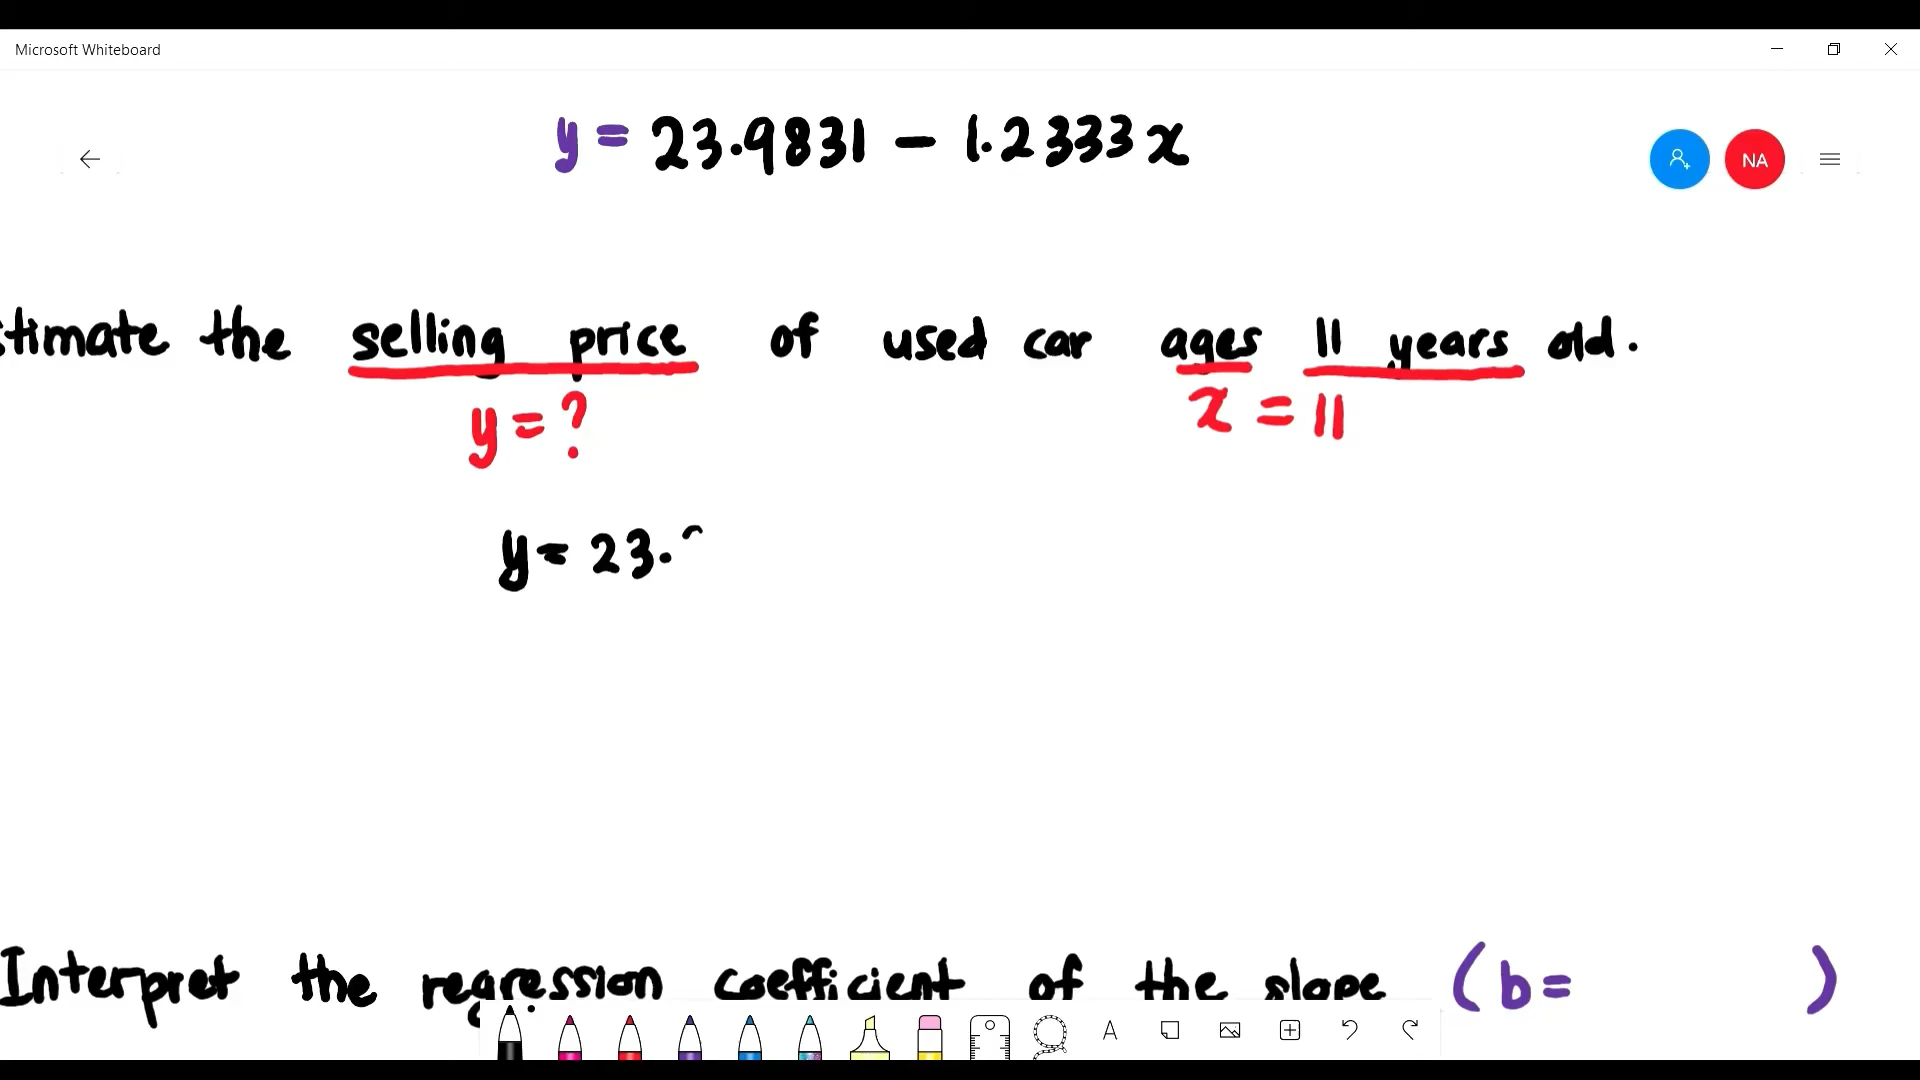 Microsoft Whiteboard
y = 23.9831 - 1.2333x
NA
timate the selling price of used car ages 11 years old.
y = ? x = 11
y = 23.
Interpret the regression coefficient of the slope (b= )
A